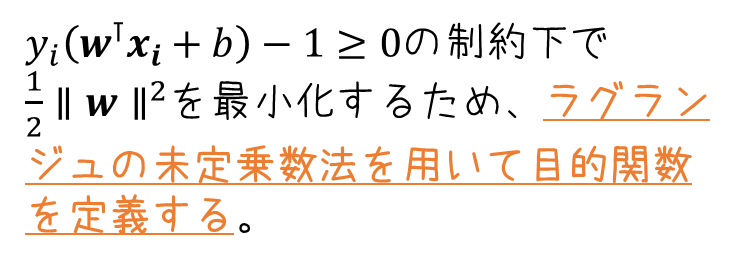 yᵢ(𝒘ᵀ𝒙ᵢ + b) − 1 ≥ 0の制約下で
1/2 ‖ 𝒘 ‖²を最小化するため、ラグラン
ジュの未定乗数法を用いて目的関数
を定義する。